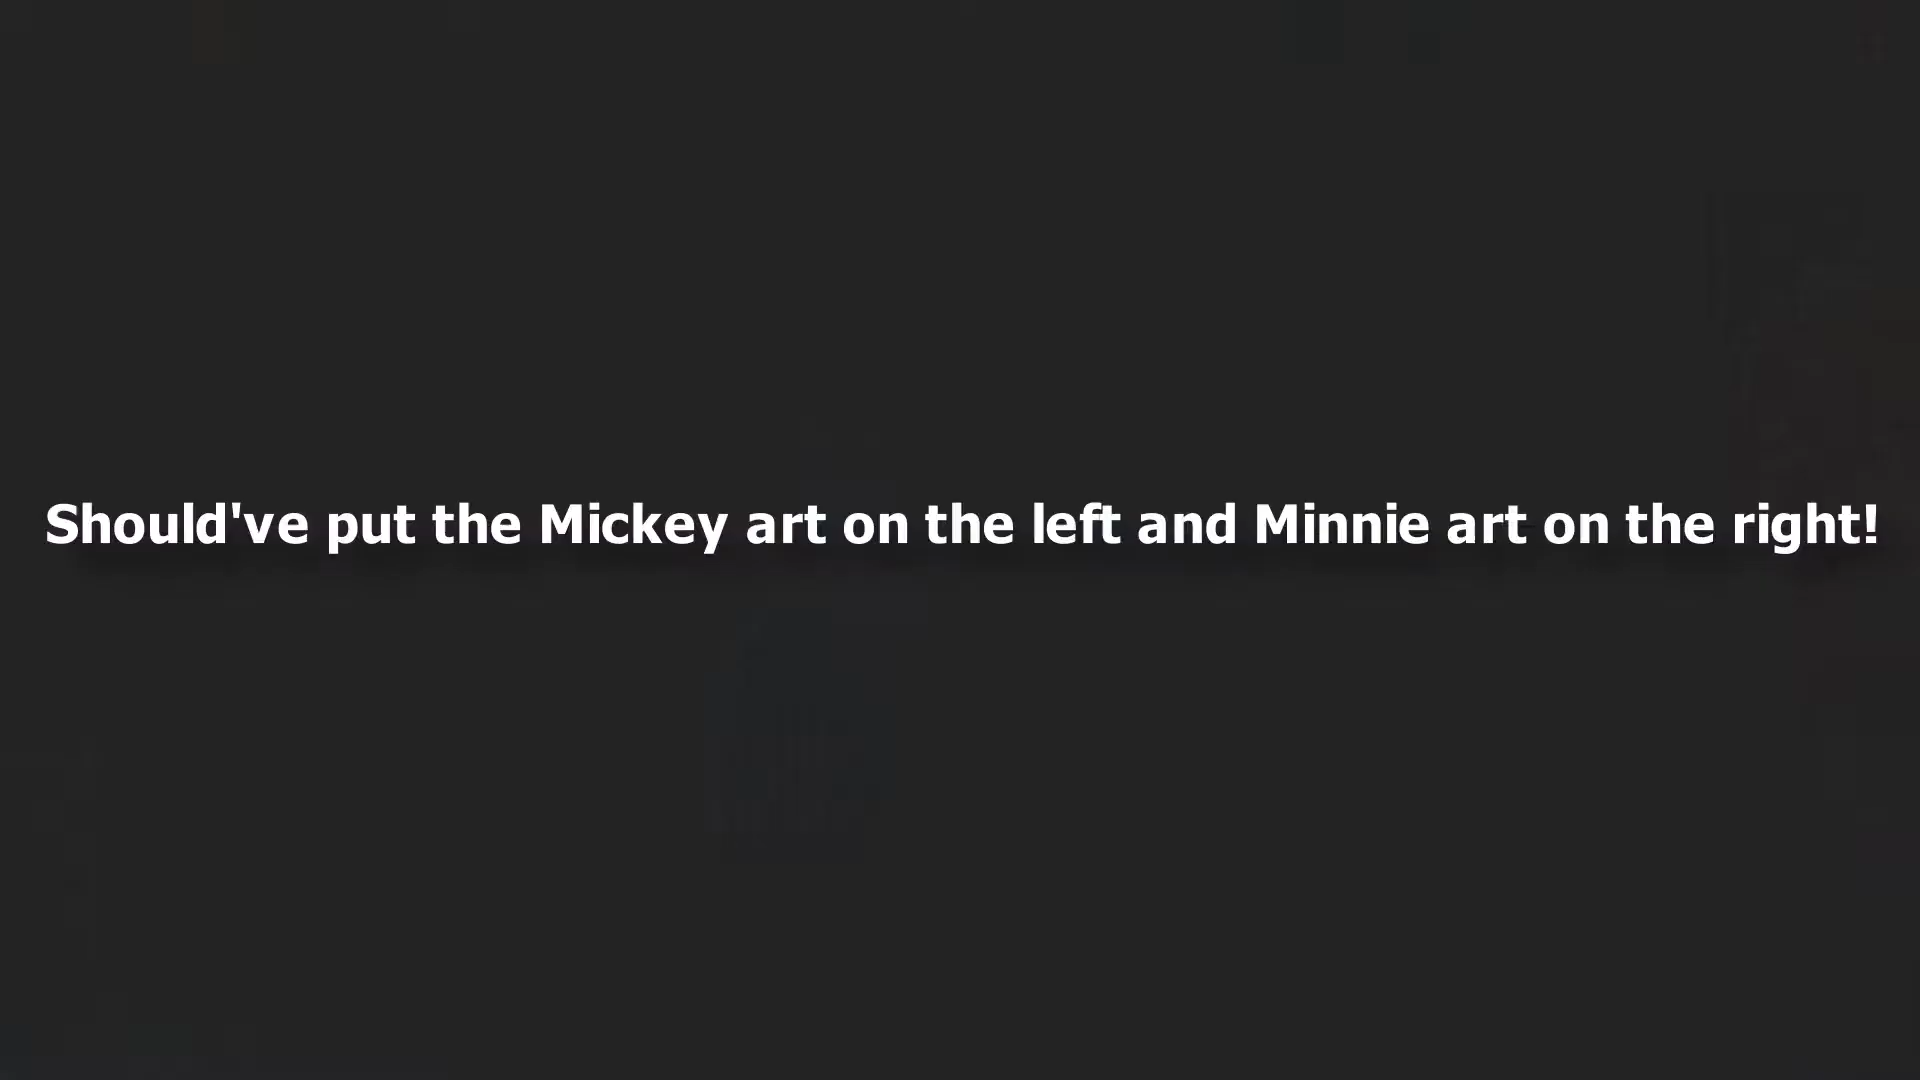 Should've put the Mickey art on the left and Minnie art on the right!